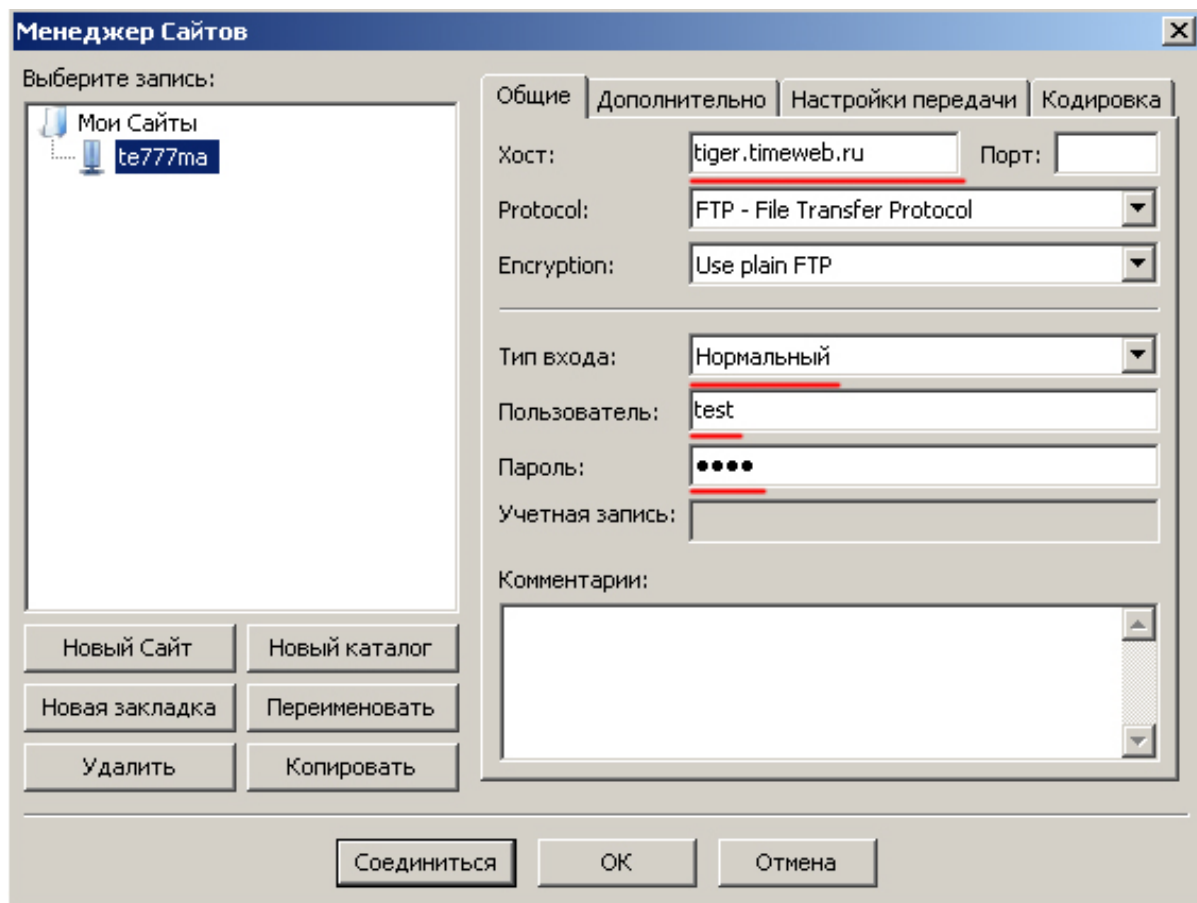 Менеджер Сайтов
Выберите запись:
Мои Сайты
te777ma
Новый Сайт
Новый каталог
Новая закладка
Переименовать
Удалить
Копировать
Общие
Дополнительно
Настройки передачи
Кодировка
Хост:
tiger.timeweb.ru
Порт:
Protocol:
FTP - File Transfer Protocol
Encryption:
Use plain FTP
Тип входа:
Нормальный
Пользователь:
test
Пароль:
●●●●
Учетная запись:
Комментарии:
Соединиться
OK
Отмена